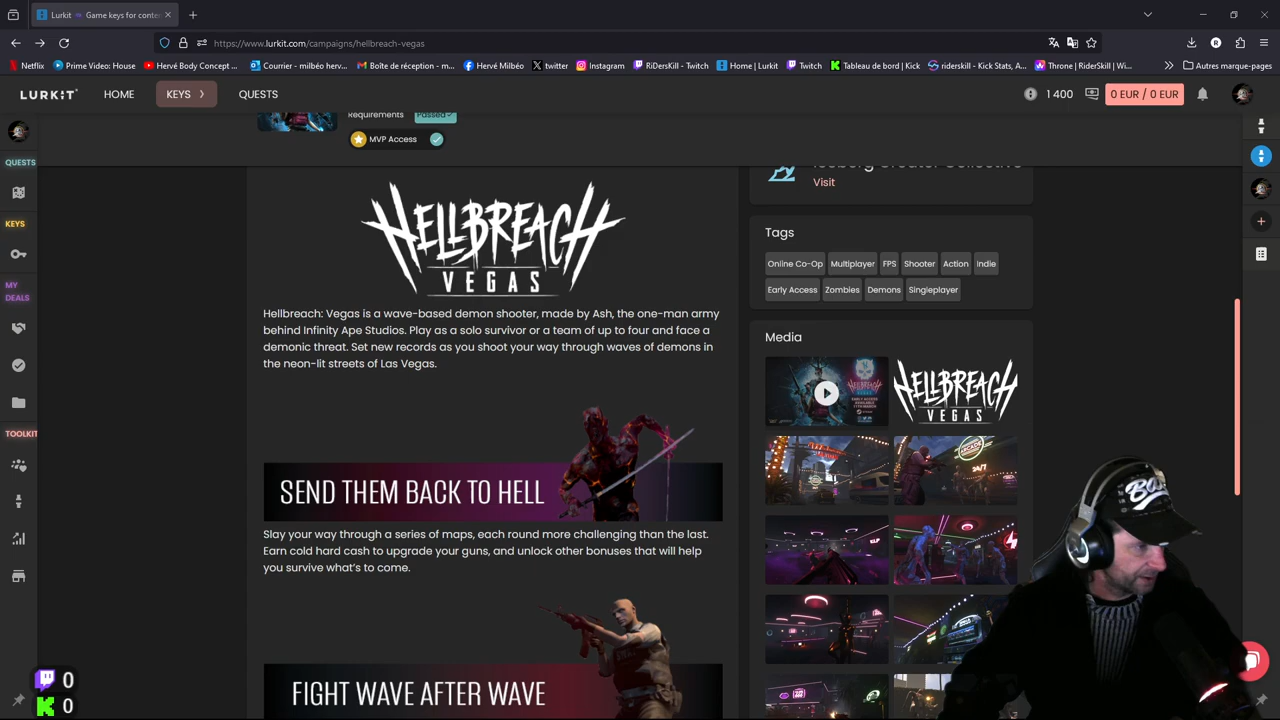 Lurkit 🔫 Game keys for conte
https://www.lurkit.com/campaigns/hellbreach-vegas
Netflix
Prime Video: House
Hervé Body Concept ...
Courrier - milbéo herv...
Boîte de réception - m...
Hervé Milbéo
twitter
Instagram
RiDersKill - Twitch
Home | Lurkit
Twitch
Tableau de bord | Kick
riderskill - Kick Stats, A...
Throne | RiderSkill | Wi...
Autres marque-pages
LURKIT
HOME
KEYS
QUESTS
1 400
0 EUR / 0 EUR
Requirements
Passed
MVP Access
QUESTS
KEYS
MY
DEALS
TOOLKIT
HELLBREACH
VEGAS
Hellbreach: Vegas is a wave-based demon shooter, made by Ash, the one-man army
behind Infinity Ape Studios. Play as a solo survivor or a team of up to four and face a
demonic threat. Set new records as you shoot your way through waves of demons in
the neon-lit streets of Las Vegas.
SEND THEM BACK TO HELL
Slay your way through a series of maps, each round more challenging than the last.
Earn cold hard cash to upgrade your guns, and unlock other bonuses that will help
you survive what's to come.
FIGHT WAVE AFTER WAVE
Iceberg Creator Collective
Visit
Tags
Online Co-Op
Multiplayer
FPS
Shooter
Action
Indie
Early Access
Zombies
Demons
Singleplayer
Media
HELLBREACH
VEGAS
ARCADE
24/7
0
0